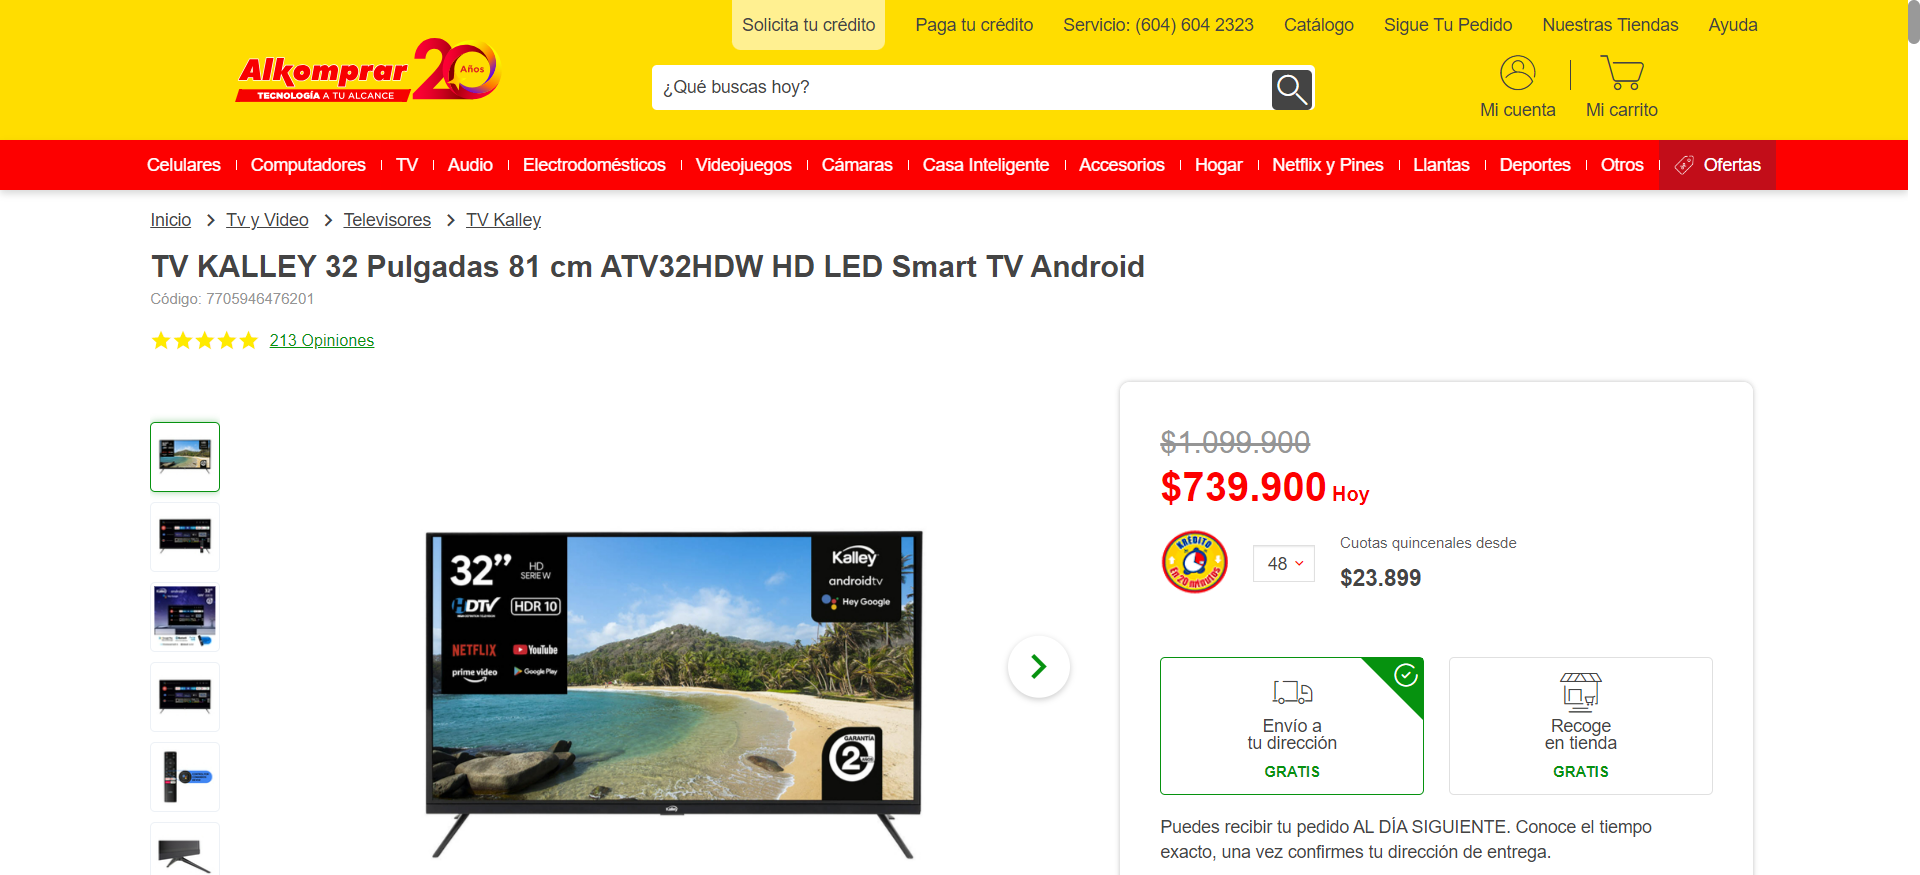 Solicita tu crédito
Paga tu crédito
Servicio: (604) 604 2323
Catálogo
Sigue Tu Pedido
Nuestras Tiendas
Ayuda
Alkomprar 20 Años
TECNOLOGÍA A TU ALCANCE
¿Qué buscas hoy?
Mi cuenta
Mi carrito
Celulares
Computadores
TV
Audio
Electrodomésticos
Videojuegos
Cámaras
Casa Inteligente
Accesorios
Hogar
Netflix y Pines
Llantas
Deportes
Otros
Ofertas
Inicio > Tv y Video > Televisores > TV Kalley
TV KALLEY 32 Pulgadas 81 cm ATV32HDW HD LED Smart TV Android
Código: 7705946476201
213 Opiniones
32” HD SERIE W
HDTV HDR 10
NETFLIX YouTube
prime video Google Play
Kalley
androidtv
Hey Google
GARANTÍA
2 AÑOS
Kalley
$1.099.900
$739.900 Hoy
KREDITO
En 20 minutos
48
Cuotas quincenales desde
$23.899
Envío a
tu dirección
GRATIS
Recoge
en tienda
GRATIS
Puedes recibir tu pedido AL DÍA SIGUIENTE. Conoce el tiempo
exacto, una vez confirmes tu dirección de entrega.